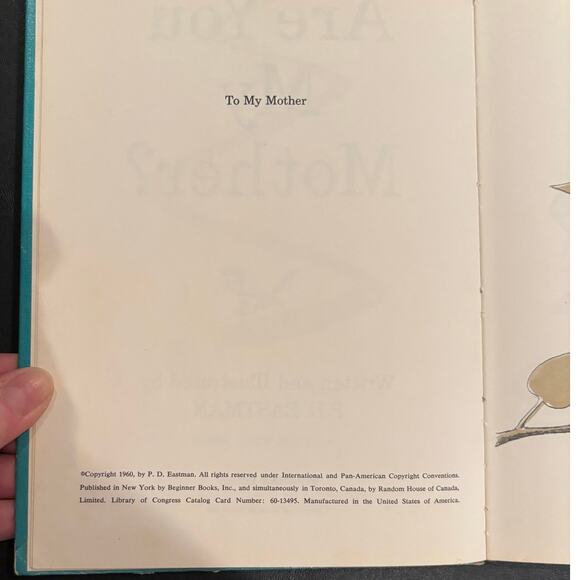 To My Mother
©Copyright 1960, by P. D. Eastman. All rights reserved under International and Pan-American Copyright Conventions.
Published in New York by Beginner Books, Inc., and simultaneously in Toronto, Canada, by Random House of Canada,
Limited. Library of Congress Catalog Card Number: 60-13495. Manufactured in the United States of America.